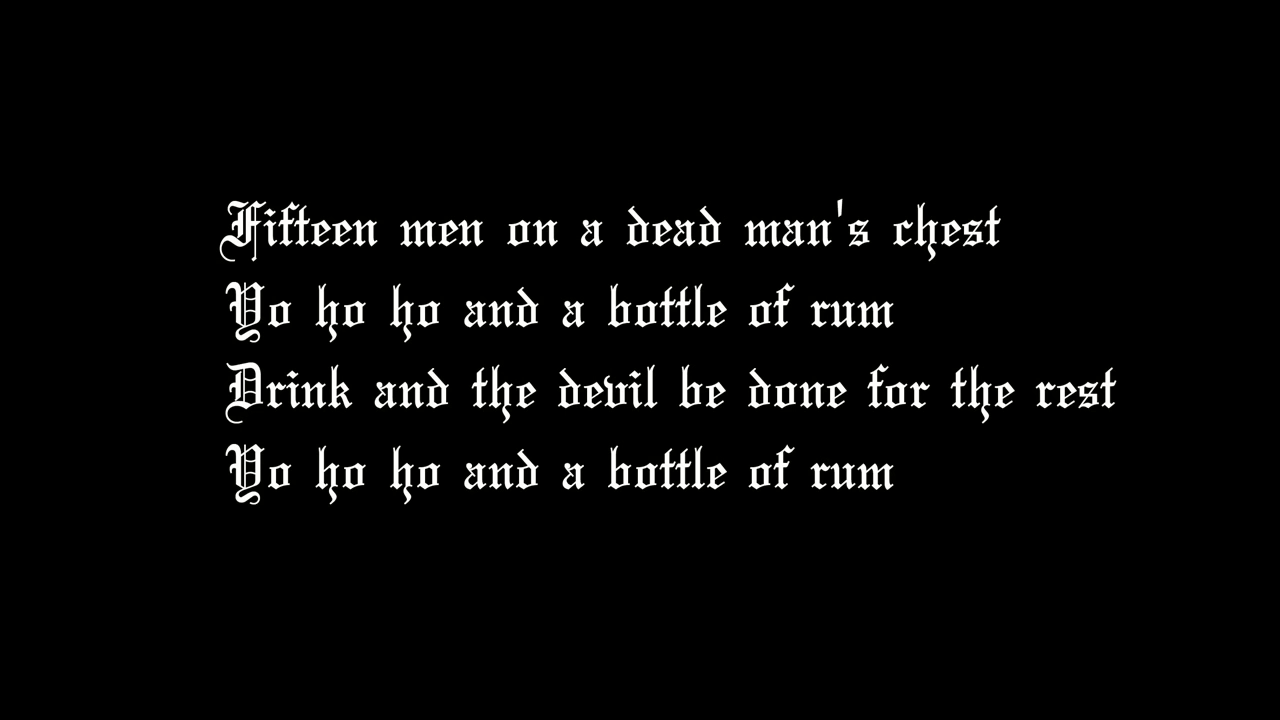 Fifteen men on a dead man's chest
Yo ho ho and a bottle of rum
Drink and the devil be done for the rest
Yo ho ho and a bottle of rum